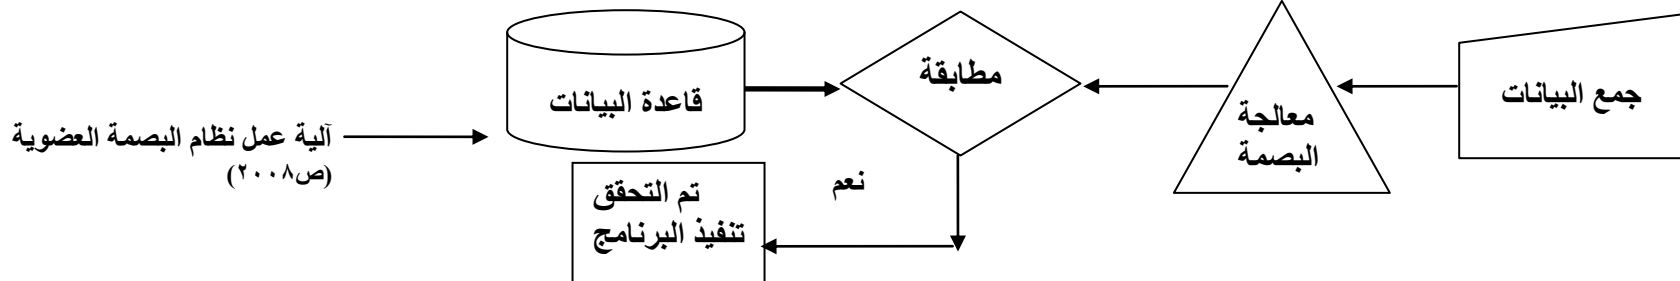 جمع البيانات
معالجة
البصمة
مطابقة
قاعدة البيانات
آلية عمل نظام البصمة العضوية
(ص٢٠٠٨)
نعم
تم التحقق
تنفيذ البرنامج